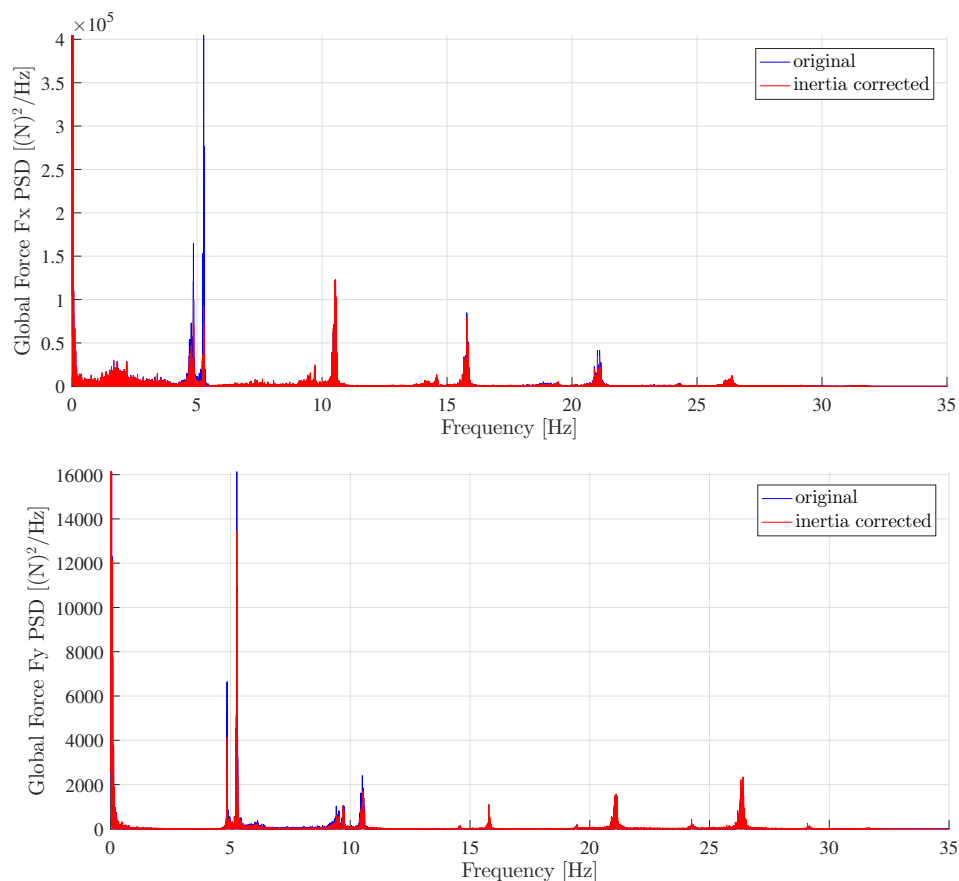 ×10^5
4
3.5
3
2.5
2
1.5
1
0.5
0
Global Force Fx PSD [(N)^2/Hz]
original
inertia corrected
0 5 10 15 20 25 30 35
Frequency [Hz]
16000
14000
12000
10000
8000
6000
4000
2000
0
Global Force Fy PSD [(N)^2/Hz]
original
inertia corrected
0 5 10 15 20 25 30 35
Frequency [Hz]